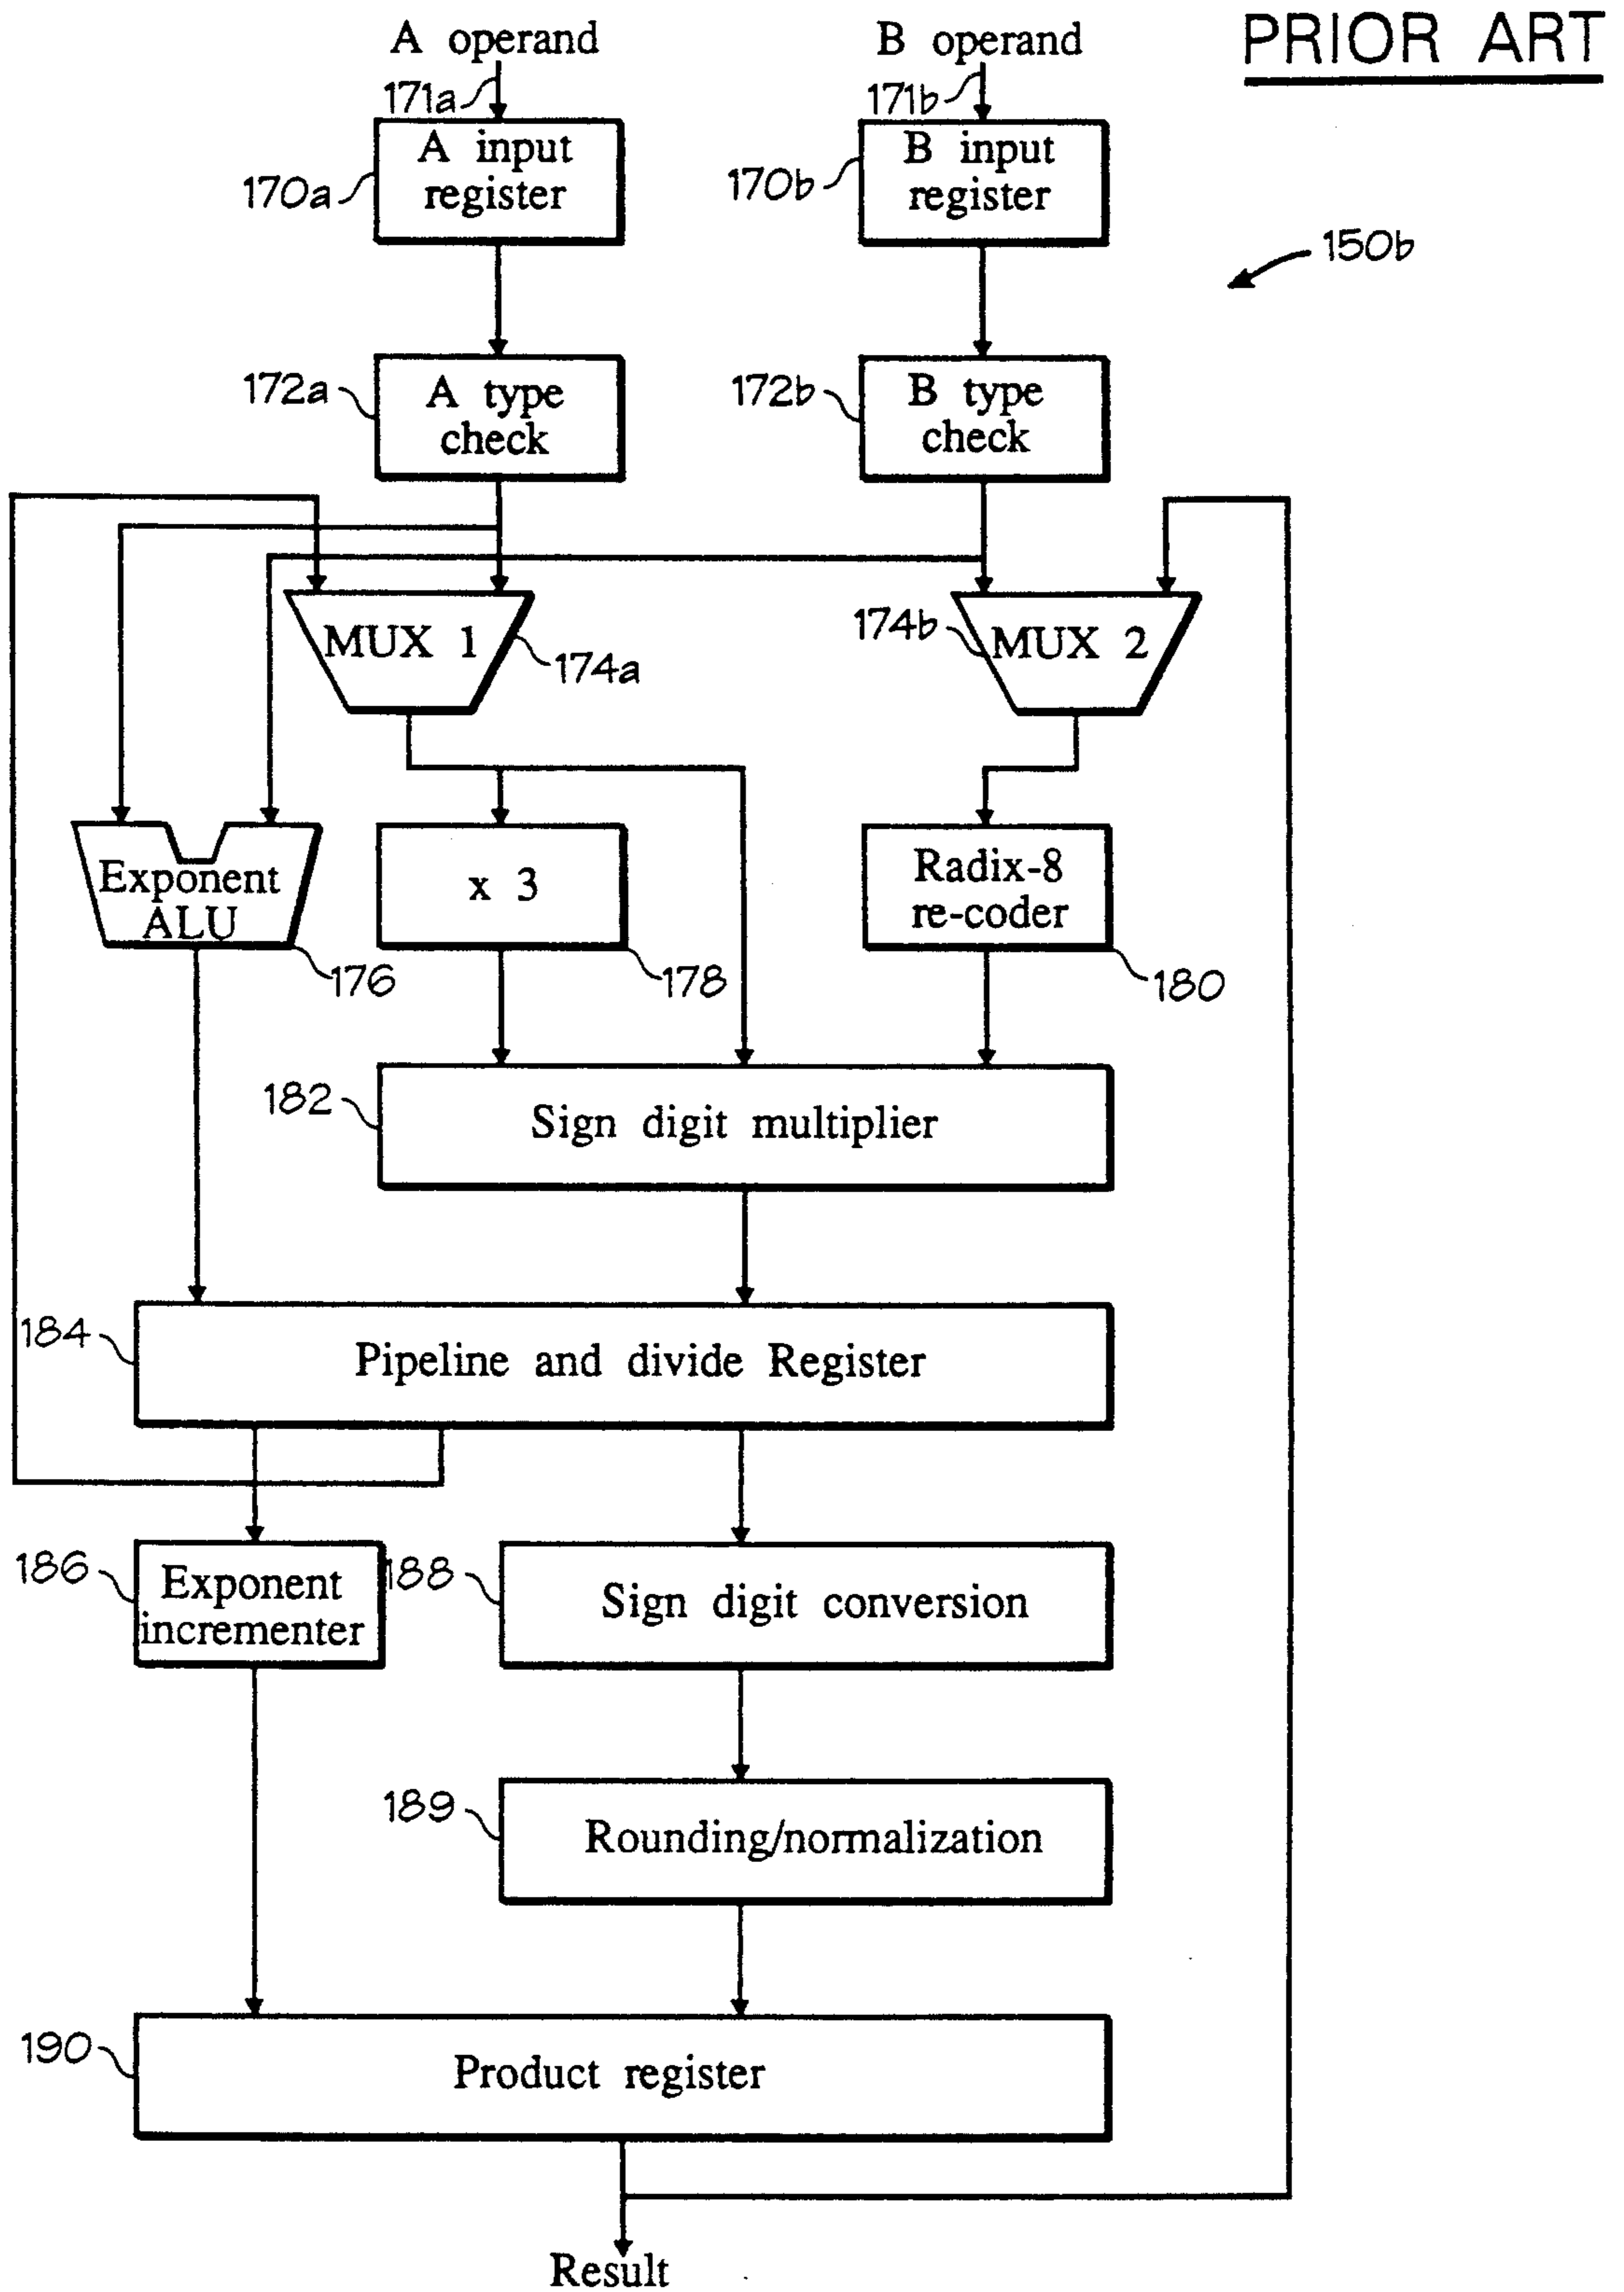 PRIOR ART
A operand
B operand
171a
171b
A input
register
B input
register
170a
170b
150b
172a
A type
check
172b
B type
check
MUX 1
174a
174b
MUX 2
Exponent
ALU
x 3
Radix-8
re-coder
176
178
180
182
Sign digit multiplier
184
Pipeline and divide Register
186
Exponent
incrementer
188
Sign digit conversion
189
Rounding/normalization
190
Product register
Result